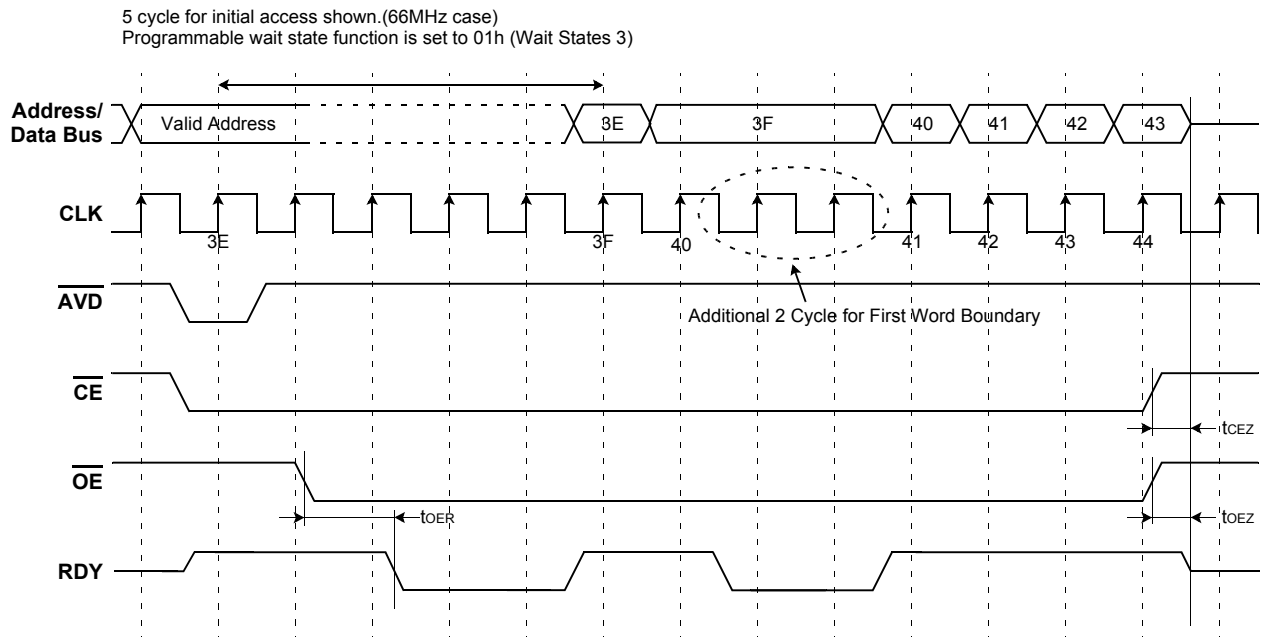 5 cycle for initial access shown.(66MHz case)
Programmable wait state function is set to 01h (Wait States 3)
Address/
Data Bus
Valid Address
3E
3F
40
41
42
43
CLK
3E
3F
40
41
42
43
44
AVD
Additional 2 Cycle for First Word Boundary
CE
tCEZ
OE
tOER
tOEZ
RDY